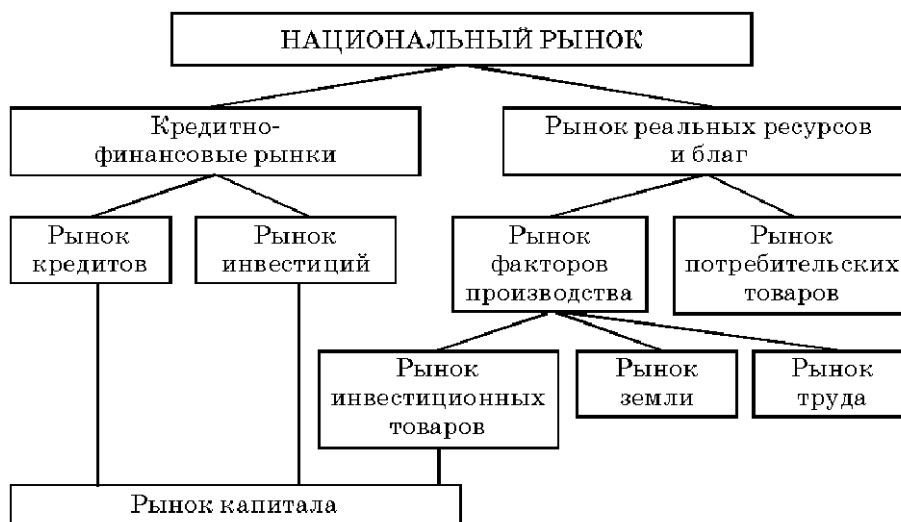 НАЦИОНАЛЬНЫЙ РЫНОК
Кредитно-
финансовые рынки
Рынок реальных ресурсов
и благ
Рынок
кредитов
Рынок
инвестиций
Рынок
факторов
производства
Рынок
потребительских
товаров
Рынок
инвестиционных
товаров
Рынок
земли
Рынок
труда
Рынок капитала